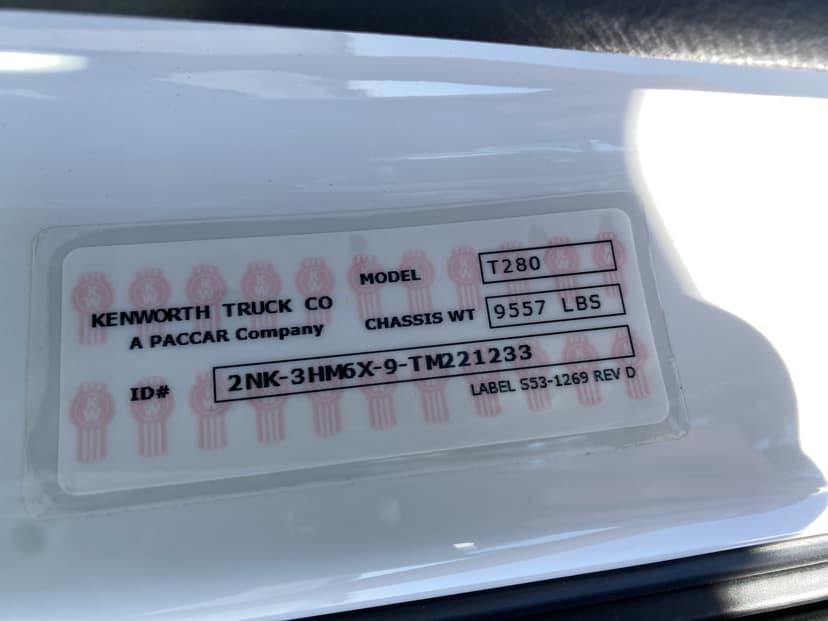 KENWORTH TRUCK CO
A PACCAR Company
MODEL T280
CHASSIS WT 9557 LBS
ID# 2NK-3HM6X-9-TM221233
LABEL S53-1269 REV D